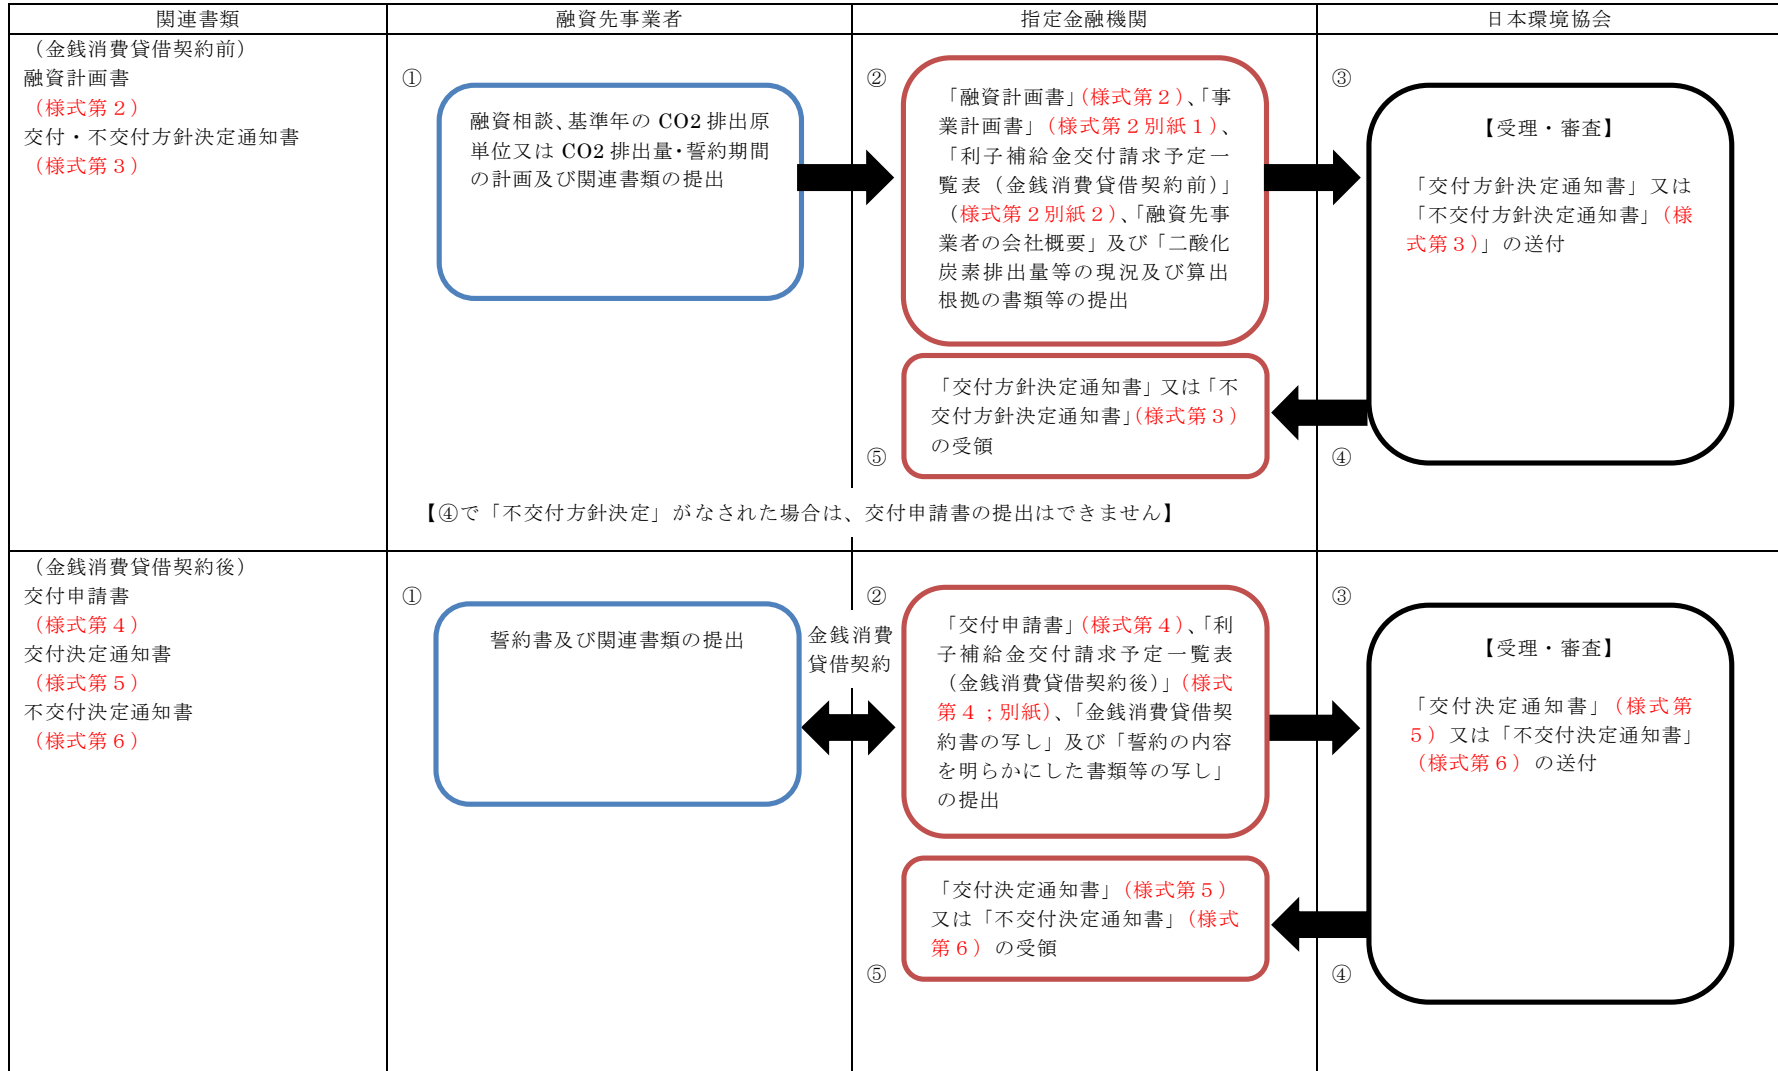 関連書類
融資先事業者
指定金融機関
日本環境協会
（金銭消費貸借契約前）
融資計画書
（様式第２）
交付・不交付方針決定通知書
（様式第３）
①
融資相談、基準年の CO2 排出原
単位又は CO2 排出量・誓約期間
の計画及び関連書類の提出
②
「融資計画書」（様式第２）、「事
業計画書」（様式第２別紙１）、
「利子補給金交付請求予定一
覧表（金銭消費貸借契約前）」
（様式第２別紙２）、「融資先事
業者の会社概要」及び「二酸化
炭素排出量等の現況及び算出
根拠の書類等の提出
③
【受理・審査】
「交付方針決定通知書」又は
「不交付方針決定通知書」（様
式第３）」の送付
「交付方針決定通知書」又は「不
交付方針決定通知書」（様式第３）
の受領
⑤
④
【④で「不交付方針決定」がなされた場合は、交付申請書の提出はできません】
（金銭消費貸借契約後）
交付申請書
（様式第４）
交付決定通知書
（様式第５）
不交付決定通知書
（様式第６）
①
誓約書及び関連書類の提出
金銭消費
貸借契約
②
「交付申請書」（様式第４）、「利
子補給金交付請求予定一覧表
（金銭消費貸借契約後）」（様式
第４；別紙）、「金銭消費貸借契
約書の写し」及び「誓約の内容
を明らかにした書類等の写し」
の提出
③
【受理・審査】
「交付決定通知書」（様式第
５）又は「不交付決定通知書」
（様式第６）の送付
「交付決定通知書」（様式第５）
又は「不交付決定通知書」（様式
第６）の受領
⑤
④